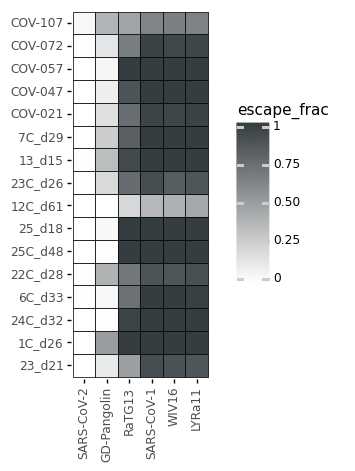 COV-107
COV-072
COV-057
COV-047
COV-021
7C_d29
13_d15
23C_d26
12C_d61
25_d18
25C_d48
22C_d28
6C_d33
24C_d32
1C_d26
23_d21
SARS-CoV-2
GD-Pangolin
RaTG13
SARS-CoV-1
WIV16
LYRa11
escape_frac
1
0.75
0.50
0.25
0